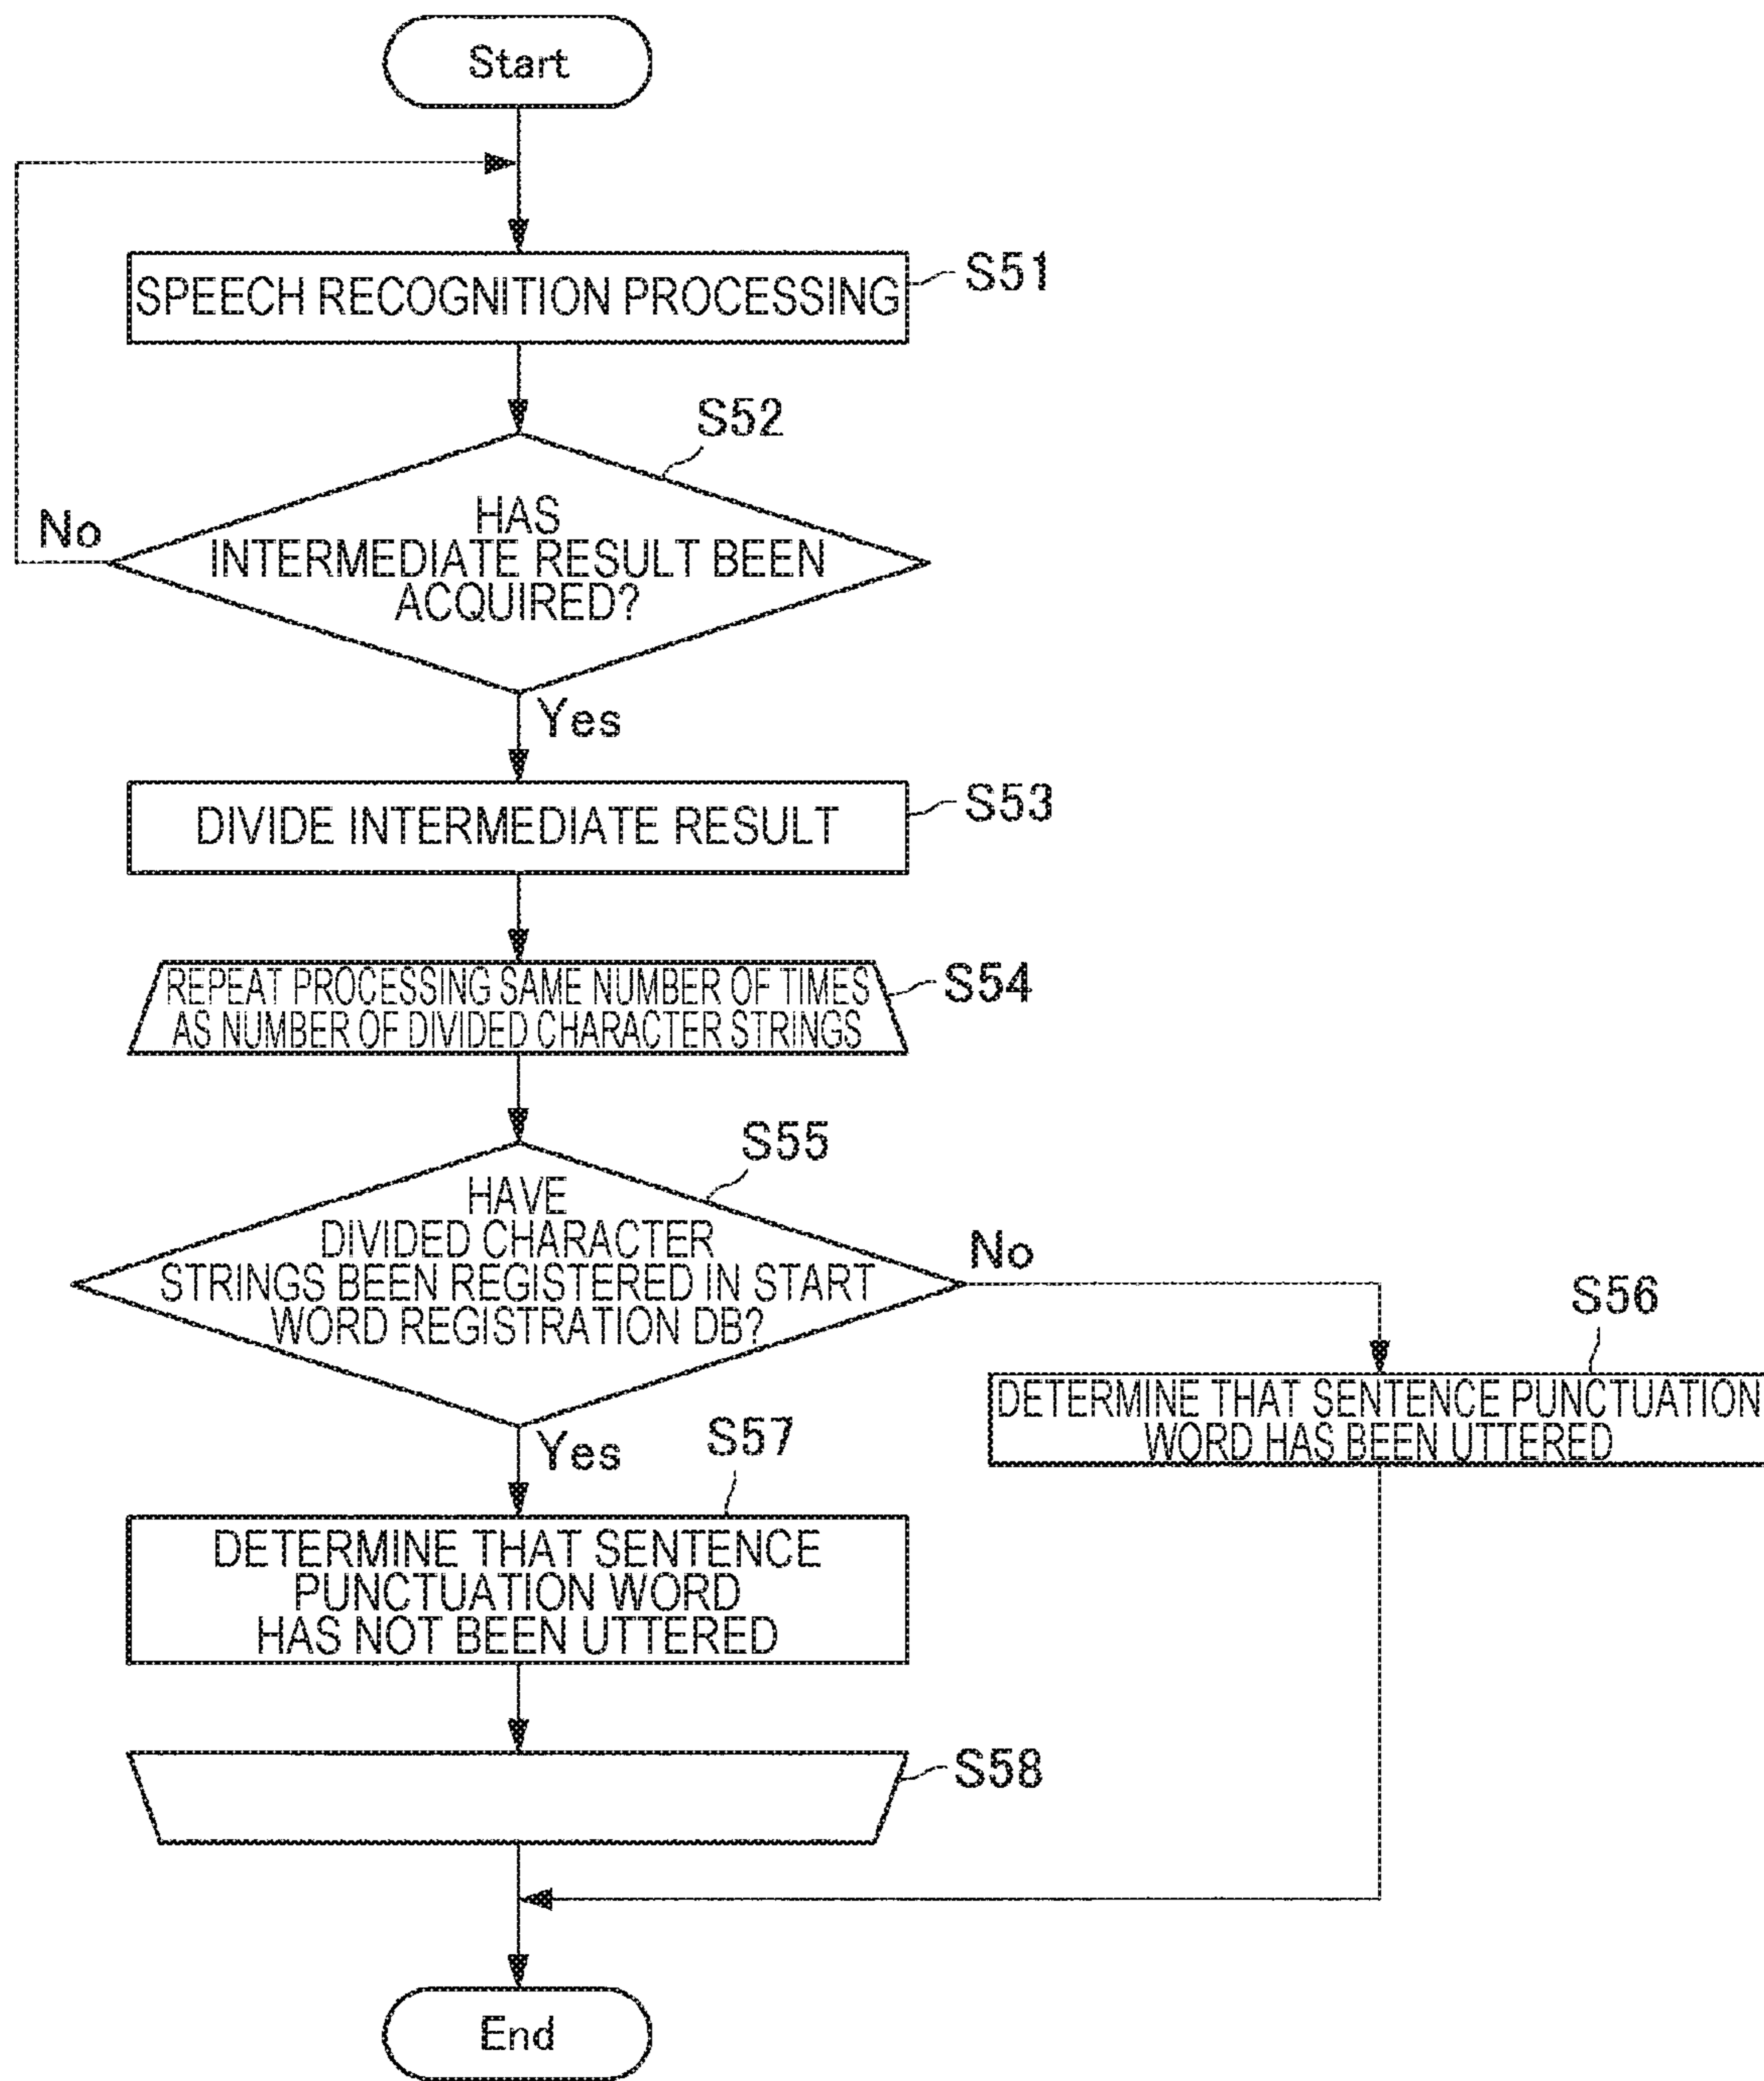 Start
SPEECH RECOGNITION PROCESSING
S51
S52
HAS
INTERMEDIATE RESULT BEEN
ACQUIRED?
No
Yes
DIVIDE INTERMEDIATE RESULT
S53
REPEAT PROCESSING SAME NUMBER OF TIMES
AS NUMBER OF DIVIDED CHARACTER STRINGS
S54
S55
HAVE
DIVIDED CHARACTER
STRINGS BEEN REGISTERED IN START
WORD REGISTRATION DB?
No
Yes
S56
DETERMINE THAT SENTENCE PUNCTUATION
WORD HAS BEEN UTTERED
S57
DETERMINE THAT SENTENCE
PUNCTUATION WORD
HAS NOT BEEN UTTERED
S58
End